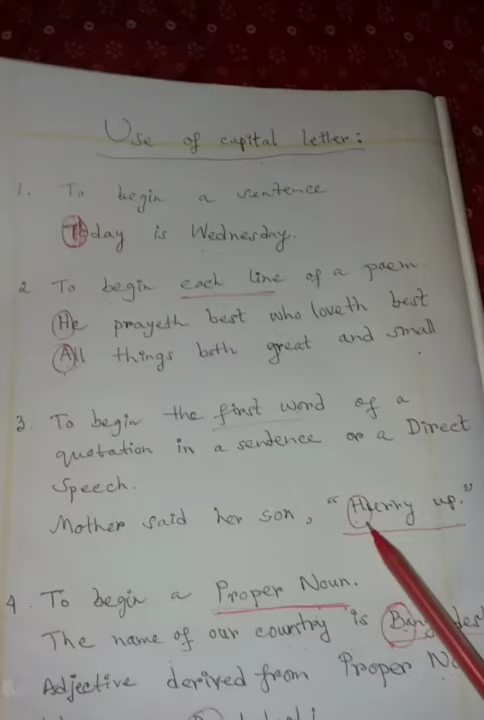 Use of capital letter:
1. To begin a sentence
Today is Wednesday.
2 To begin each line of a poem
He prayeth best who loveth best
All things both great and small
3. To begin the first word of a
quotation in a sentence or a Direct
Speech.
Mother said her son, "Hurry up."
4. To begin a Proper Noun.
The name of our country is
Adjective derived from Proper